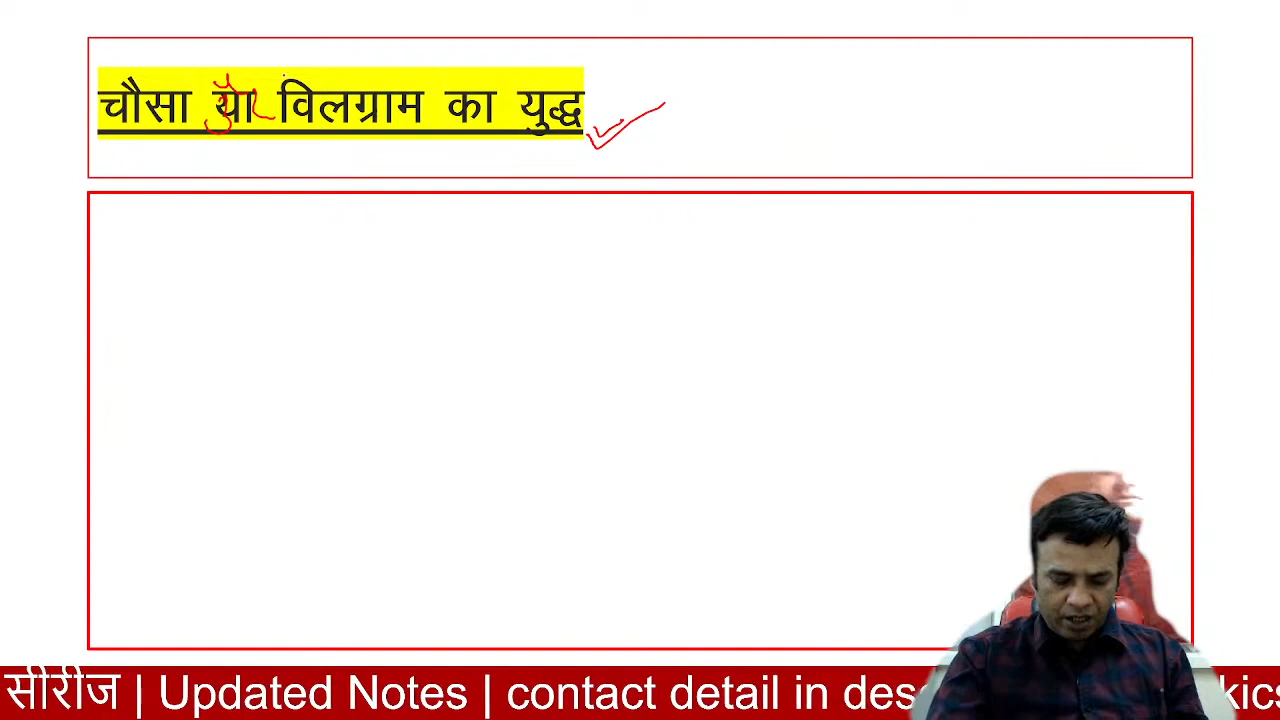 चौसा या विलग्राम का युद्ध
सीरीज | Updated Notes | contact detail in des